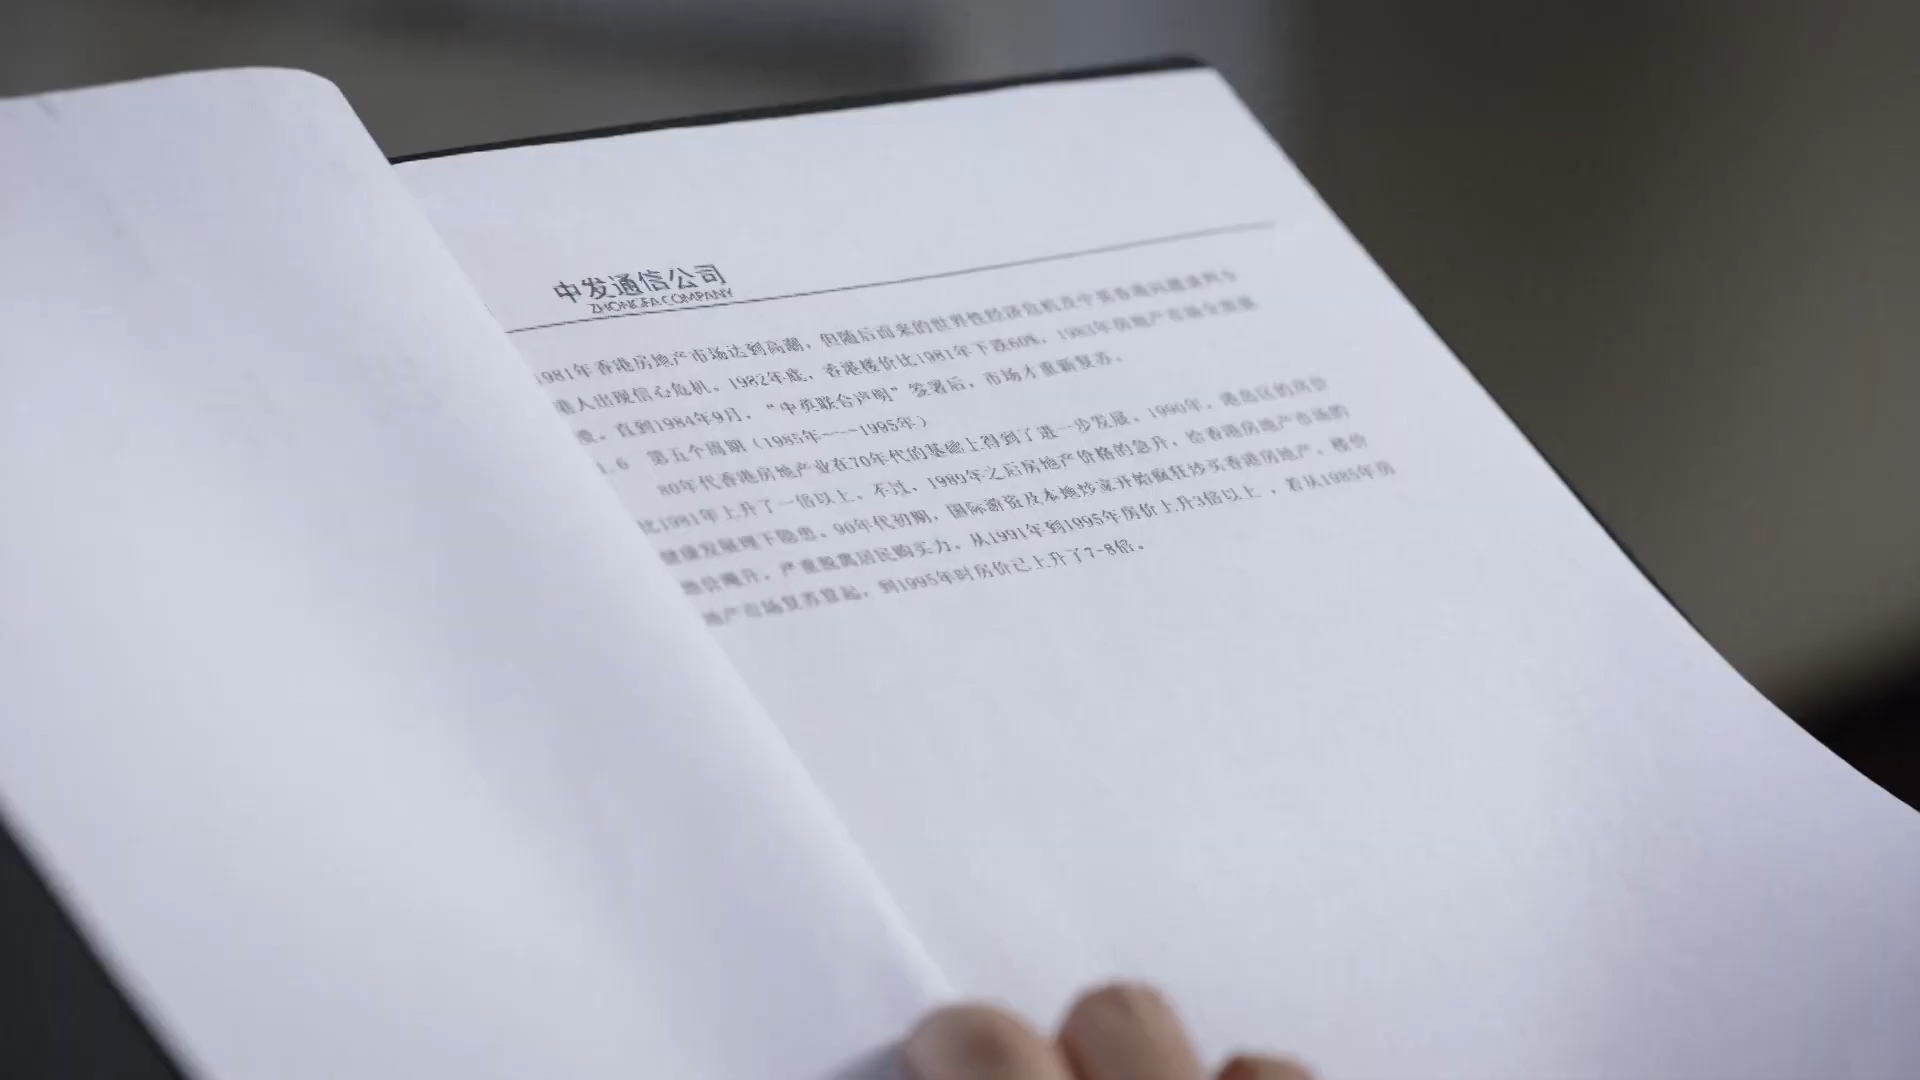 中发通信公司
ZHONGFA COMPANY
1981年香港房地产市场达到高潮，但随后而来的世界性经济危机及中英香港问题谈判令
港人出现信心危机。1982年底，香港楼价比1981年下跌60%，1983年房地产市场全面崩
溃。直到1984年9月，“中英联合声明”签署后，市场才重新复苏。
1.6 第五个周期（1985年---1995年）
80年代香港房地产业在70年代的基础上得到了进一步发展。1990年，港岛区的房价
比1981年上升了一倍以上。不过，1989年之后房地产价格的急升，给香港房地产市场的
健康发展埋下隐患。90年代初期，国际游资及本地炒家开始疯狂炒买香港房地产，楼价
地价飚升，严重脱离居民购买力。从1991年到1995年房价上升3倍以上，若从1985年房
地产市场复苏算起，到1995年时房价已上升了7-8倍。